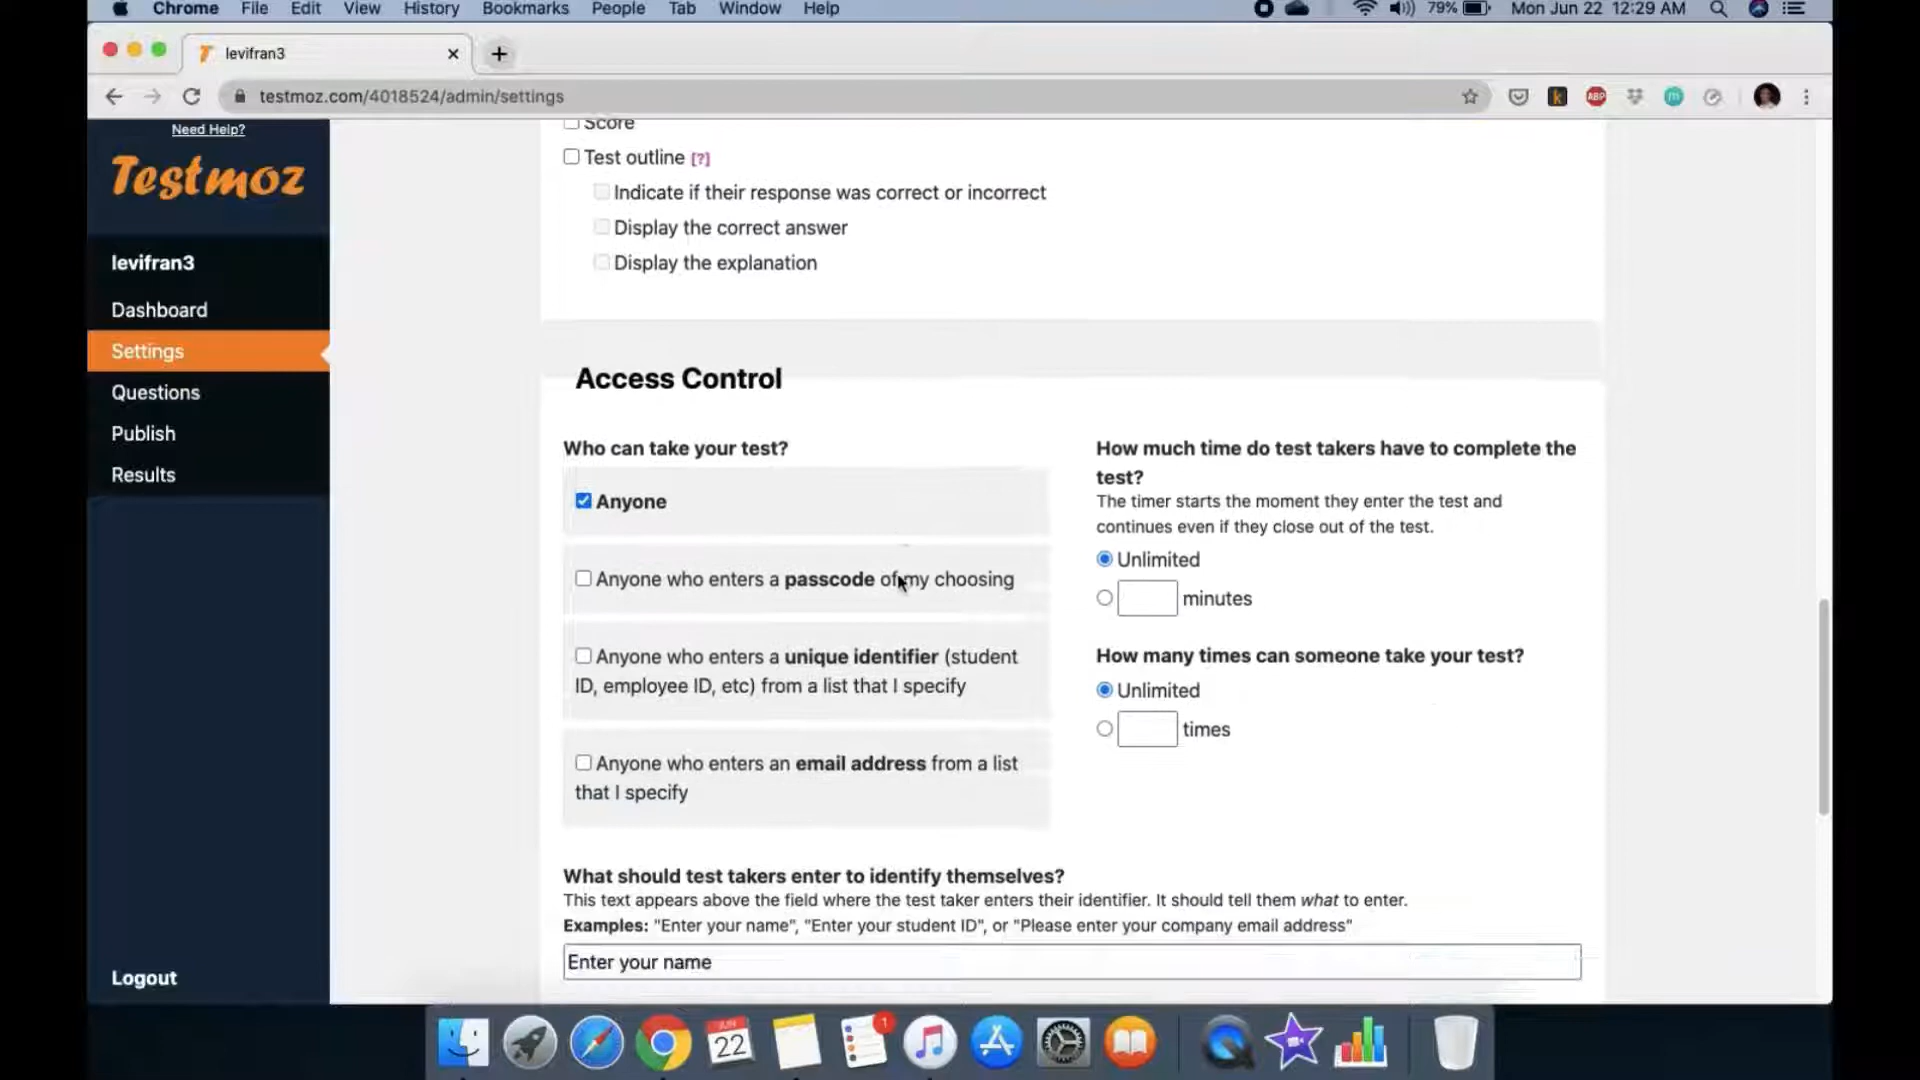 Chrome File Edit View History Bookmarks People Tab Window Help 79% Mon Jun 22 12:29 AM
levifran3
testmoz.com/4018524/admin/settings
k ABP m
Need Help?
Testmoz
levifran3
Dashboard
Settings
Questions
Publish
Results
Logout
Score
Test outline [?]
Indicate if their response was correct or incorrect
Display the correct answer
Display the explanation
Access Control
Who can take your test?
Anyone
Anyone who enters a passcode of my choosing
Anyone who enters a unique identifier (student
ID, employee ID, etc) from a list that I specify
Anyone who enters an email address from a list
that I specify
How much time do test takers have to complete the
test?
The timer starts the moment they enter the test and
continues even if they close out of the test.
Unlimited
minutes
How many times can someone take your test?
Unlimited
times
What should test takers enter to identify themselves?
This text appears above the field where the test taker enters their identifier. It should tell them what to enter.
Examples: "Enter your name", "Enter your student ID", or "Please enter your company email address"
Enter your name
JUN
22
1